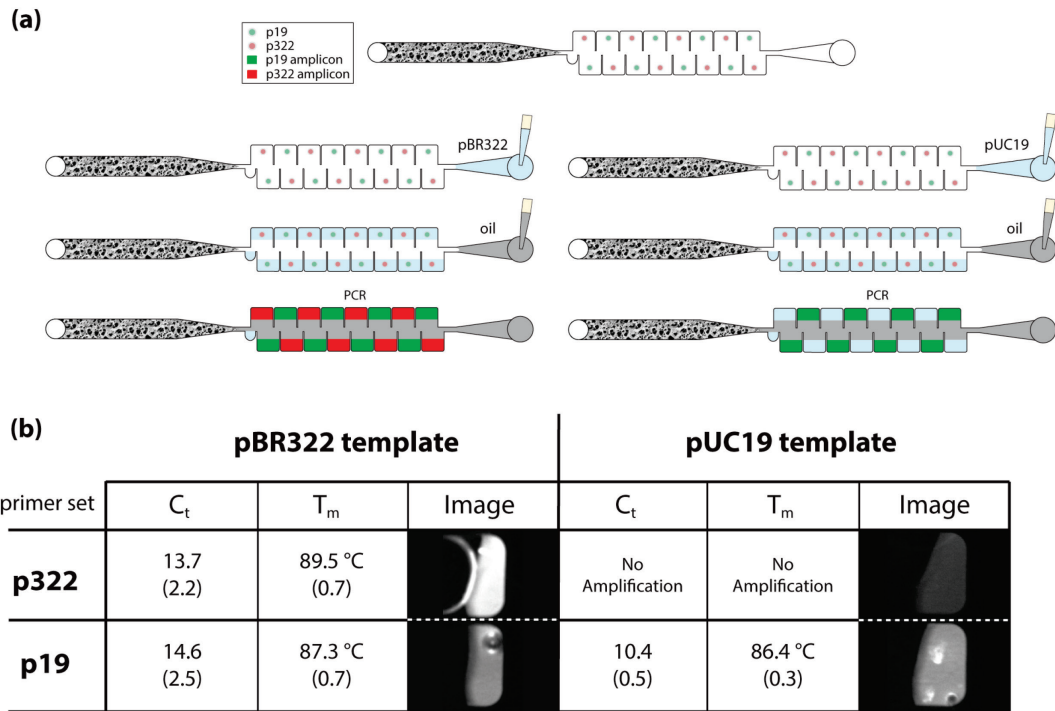 (a)
p19
p322
p19 amplicon
p322 amplicon
pBR322
pUC19
oil
oil
PCR
PCR
(b)
pBR322 template
pUC19 template
primer set
Ct
Tm
Image
Ct
Tm
Image
p322
13.7
(2.2)
89.5 °C
(0.7)
No
Amplification
No
Amplification
p19
14.6
(2.5)
87.3 °C
(0.7)
10.4
(0.5)
86.4 °C
(0.3)